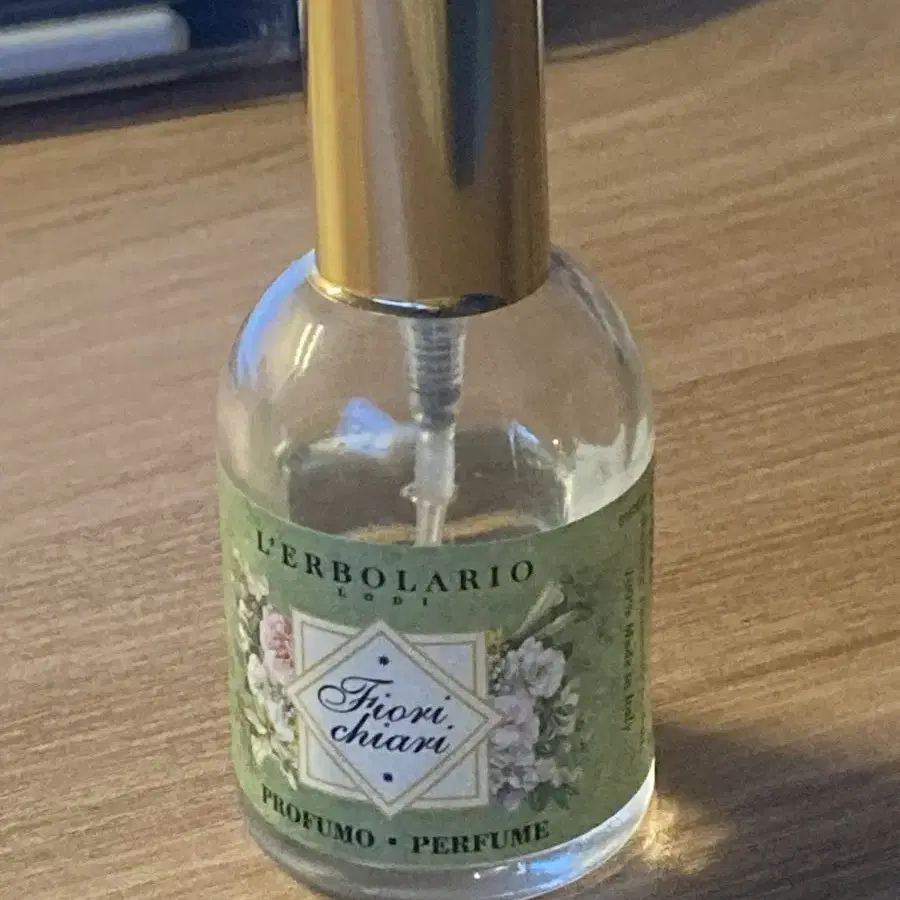 L'ERBOLARIO
LODI
Fiori
chiari
PROFUMO • PERFUME
100% Made in Italy